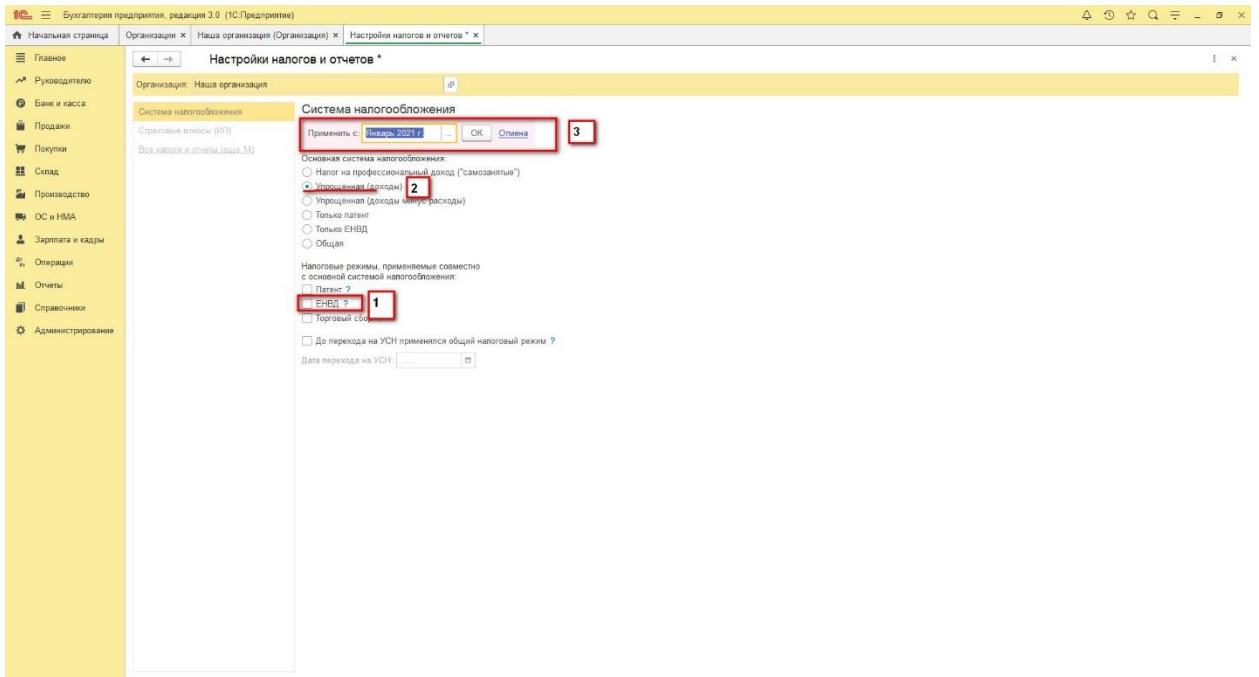 1С Бухгалтерия предприятия, редакция 3.0 (1С:Предприятие)
Начальная страница Организации × Наша организация (Организация) × Настройки налогов и отчетов * ×
Главное
Руководителю
Банк и касса
Продажи
Покупки
Склад
Производство
ОС и НМА
Зарплата и кадры
Операции
Отчеты
Справочники
Администрирование
Настройки налогов и отчетов *
Организация: Наша организация
Система налогообложения
Страховые взносы (ИП)
Все налоги и отчеты (еще 14)
Система налогообложения
Применить с: Январь 2021 г. ... ОК Отмена 3
Основная система налогообложения:
Налог на профессиональный доход ("самозанятые")
Упрощенная (доходы) 2
Упрощенная (доходы минус расходы)
Только патент
Только ЕНВД
Общая
Налоговые режимы, применяемые совместно
с основной системой налогообложения:
Патент ?
ЕНВД ? 1
Торговый сбор
До перехода на УСН применялся общий налоговый режим ?
Дата перехода на УСН: